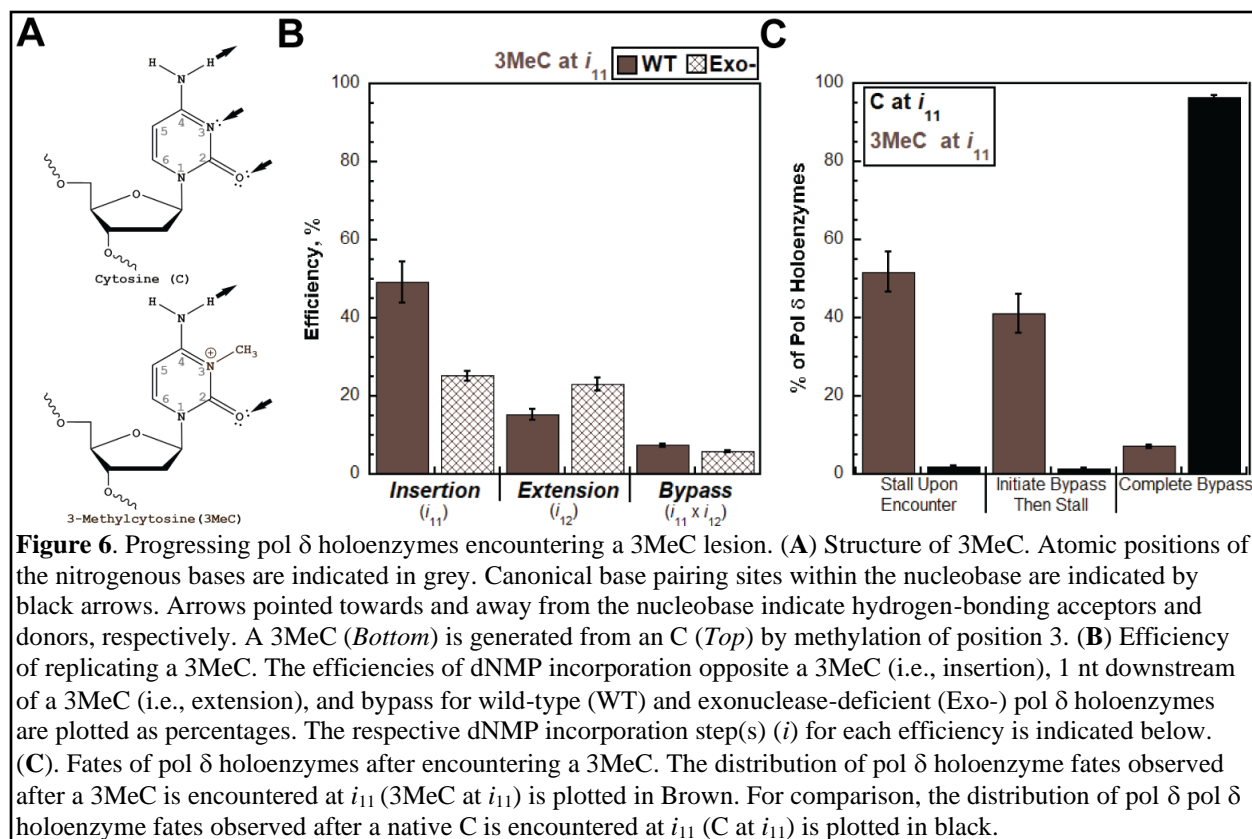 A
H H
N
5 4 N: 3
6 1 2
N O:
O O
Cytosine (C)
H H
N
5 4 N ⊕ 3 CH₃
6 1 2
N O:
O O
3-Methylcytosine(3MeC)
B
3MeC at i₁₁ WT Exo-
Efficiency, %
100
80
60
40
20
0
Insertion Extension Bypass
(i₁₁) (i₁₂) (i₁₁ x i₁₂)
C
% of Pol δ Holoenzymes
C at i₁₁
3MeC at i₁₁
100
80
60
40
20
0
Stall Upon Initiate Bypass Complete Bypass
Encounter Then Stall
Figure 6. Progressing pol δ holoenzymes encountering a 3MeC lesion. (A) Structure of 3MeC. Atomic positions of
the nitrogenous bases are indicated in grey. Canonical base pairing sites within the nucleobase are indicated by
black arrows. Arrows pointed towards and away from the nucleobase indicate hydrogen-bonding acceptors and
donors, respectively. A 3MeC (Bottom) is generated from an C (Top) by methylation of position 3. (B) Efficiency
of replicating a 3MeC. The efficiencies of dNMP incorporation opposite a 3MeC (i.e., insertion), 1 nt downstream
of a 3MeC (i.e., extension), and bypass for wild-type (WT) and exonuclease-deficient (Exo-) pol δ holoenzymes
are plotted as percentages. The respective dNMP incorporation step(s) (i) for each efficiency is indicated below.
(C). Fates of pol δ holoenzymes after encountering a 3MeC. The distribution of pol δ holoenzyme fates observed
after a 3MeC is encountered at i₁₁ (3MeC at i₁₁) is plotted in Brown. For comparison, the distribution of pol δ pol δ
holoenzyme fates observed after a native C is encountered at i₁₁ (C at i₁₁) is plotted in black.